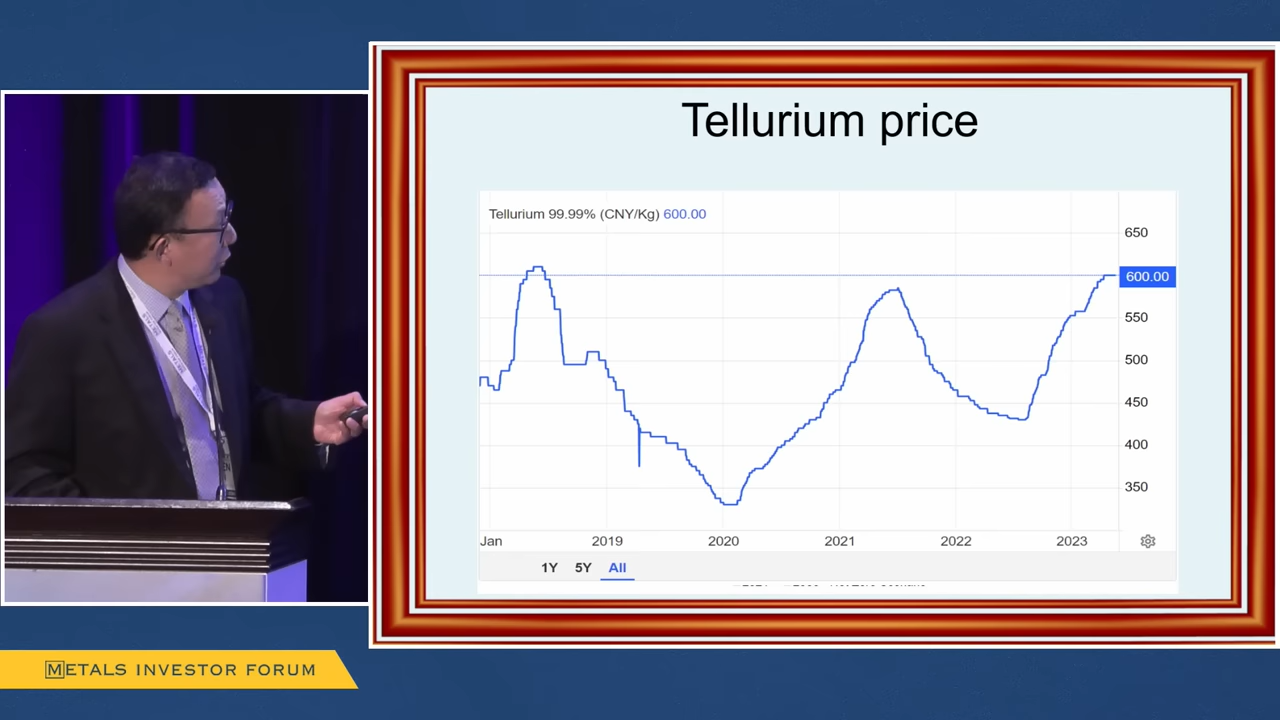 Tellurium price
Tellurium 99.99% (CNY/Kg) 600.00
650
600.00
550
500
450
400
350
Jan 2019 2020 2021 2022 2023
1Y 5Y All
METALS INVESTOR FORUM